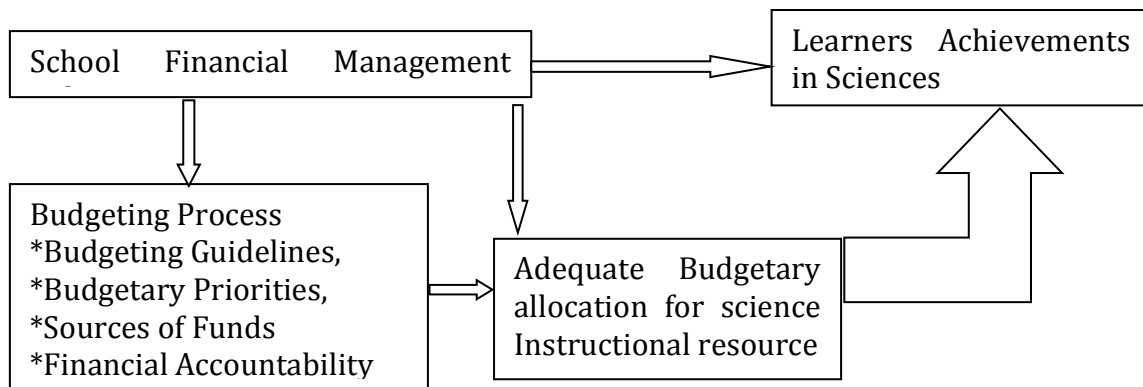 School Financial Management
Learners Achievements
in Sciences
Budgeting Process
*Budgeting Guidelines,
*Budgetary Priorities,
*Sources of Funds
*Financial Accountability
Adequate Budgetary
allocation for science
Instructional resource